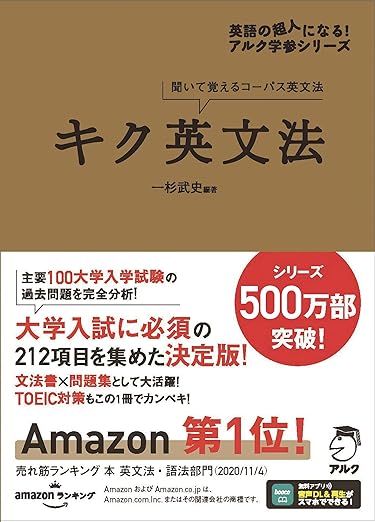 英語の超人になる!
アルク学参シリーズ
聞いて覚えるコーパス英文法
キク英文法
一杉武史 編著
主要100大学入学試験の
過去問題を完全分析!
大学入試に必須の
212項目を集めた決定版!
文法書×問題集として大活躍!
TOEIC対策もこの1冊でカンペキ!
シリーズ
500万部
突破!
Amazon 第1位!
売れ筋ランキング 本 英文法・語法部門(2020/11/4)
amazonランキング
Amazon および Amazon.co.jp は、
Amazon.com,Inc. またはその関連会社の商標です。
アルク
booco
無料アプリ
音声DL&再生が
スマホでできる!